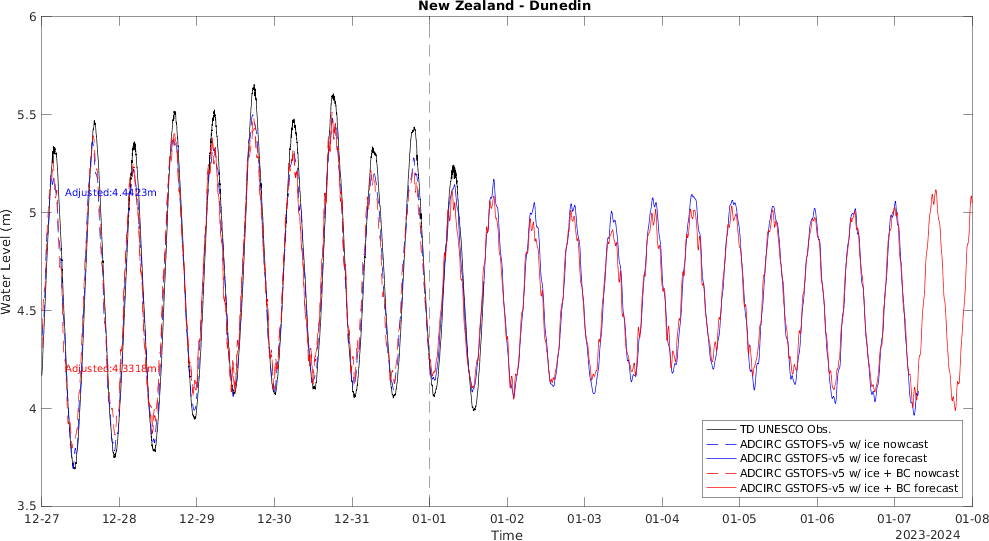 New Zealand - Dunedin
6
5.5
5
4.5
4
3.5
Water Level (m)
Adjusted:4.4423m
Adjusted:4.3318m
TD UNESCO Obs.
ADCIRC GSTOFS-v5 w/ ice nowcast
ADCIRC GSTOFS-v5 w/ ice forecast
ADCIRC GSTOFS-v5 w/ ice + BC nowcast
ADCIRC GSTOFS-v5 w/ ice + BC forecast
12-27 12-28 12-29 12-30 12-31 01-01 01-02 01-03 01-04 01-05 01-06 01-07 01-08
Time
2023-2024